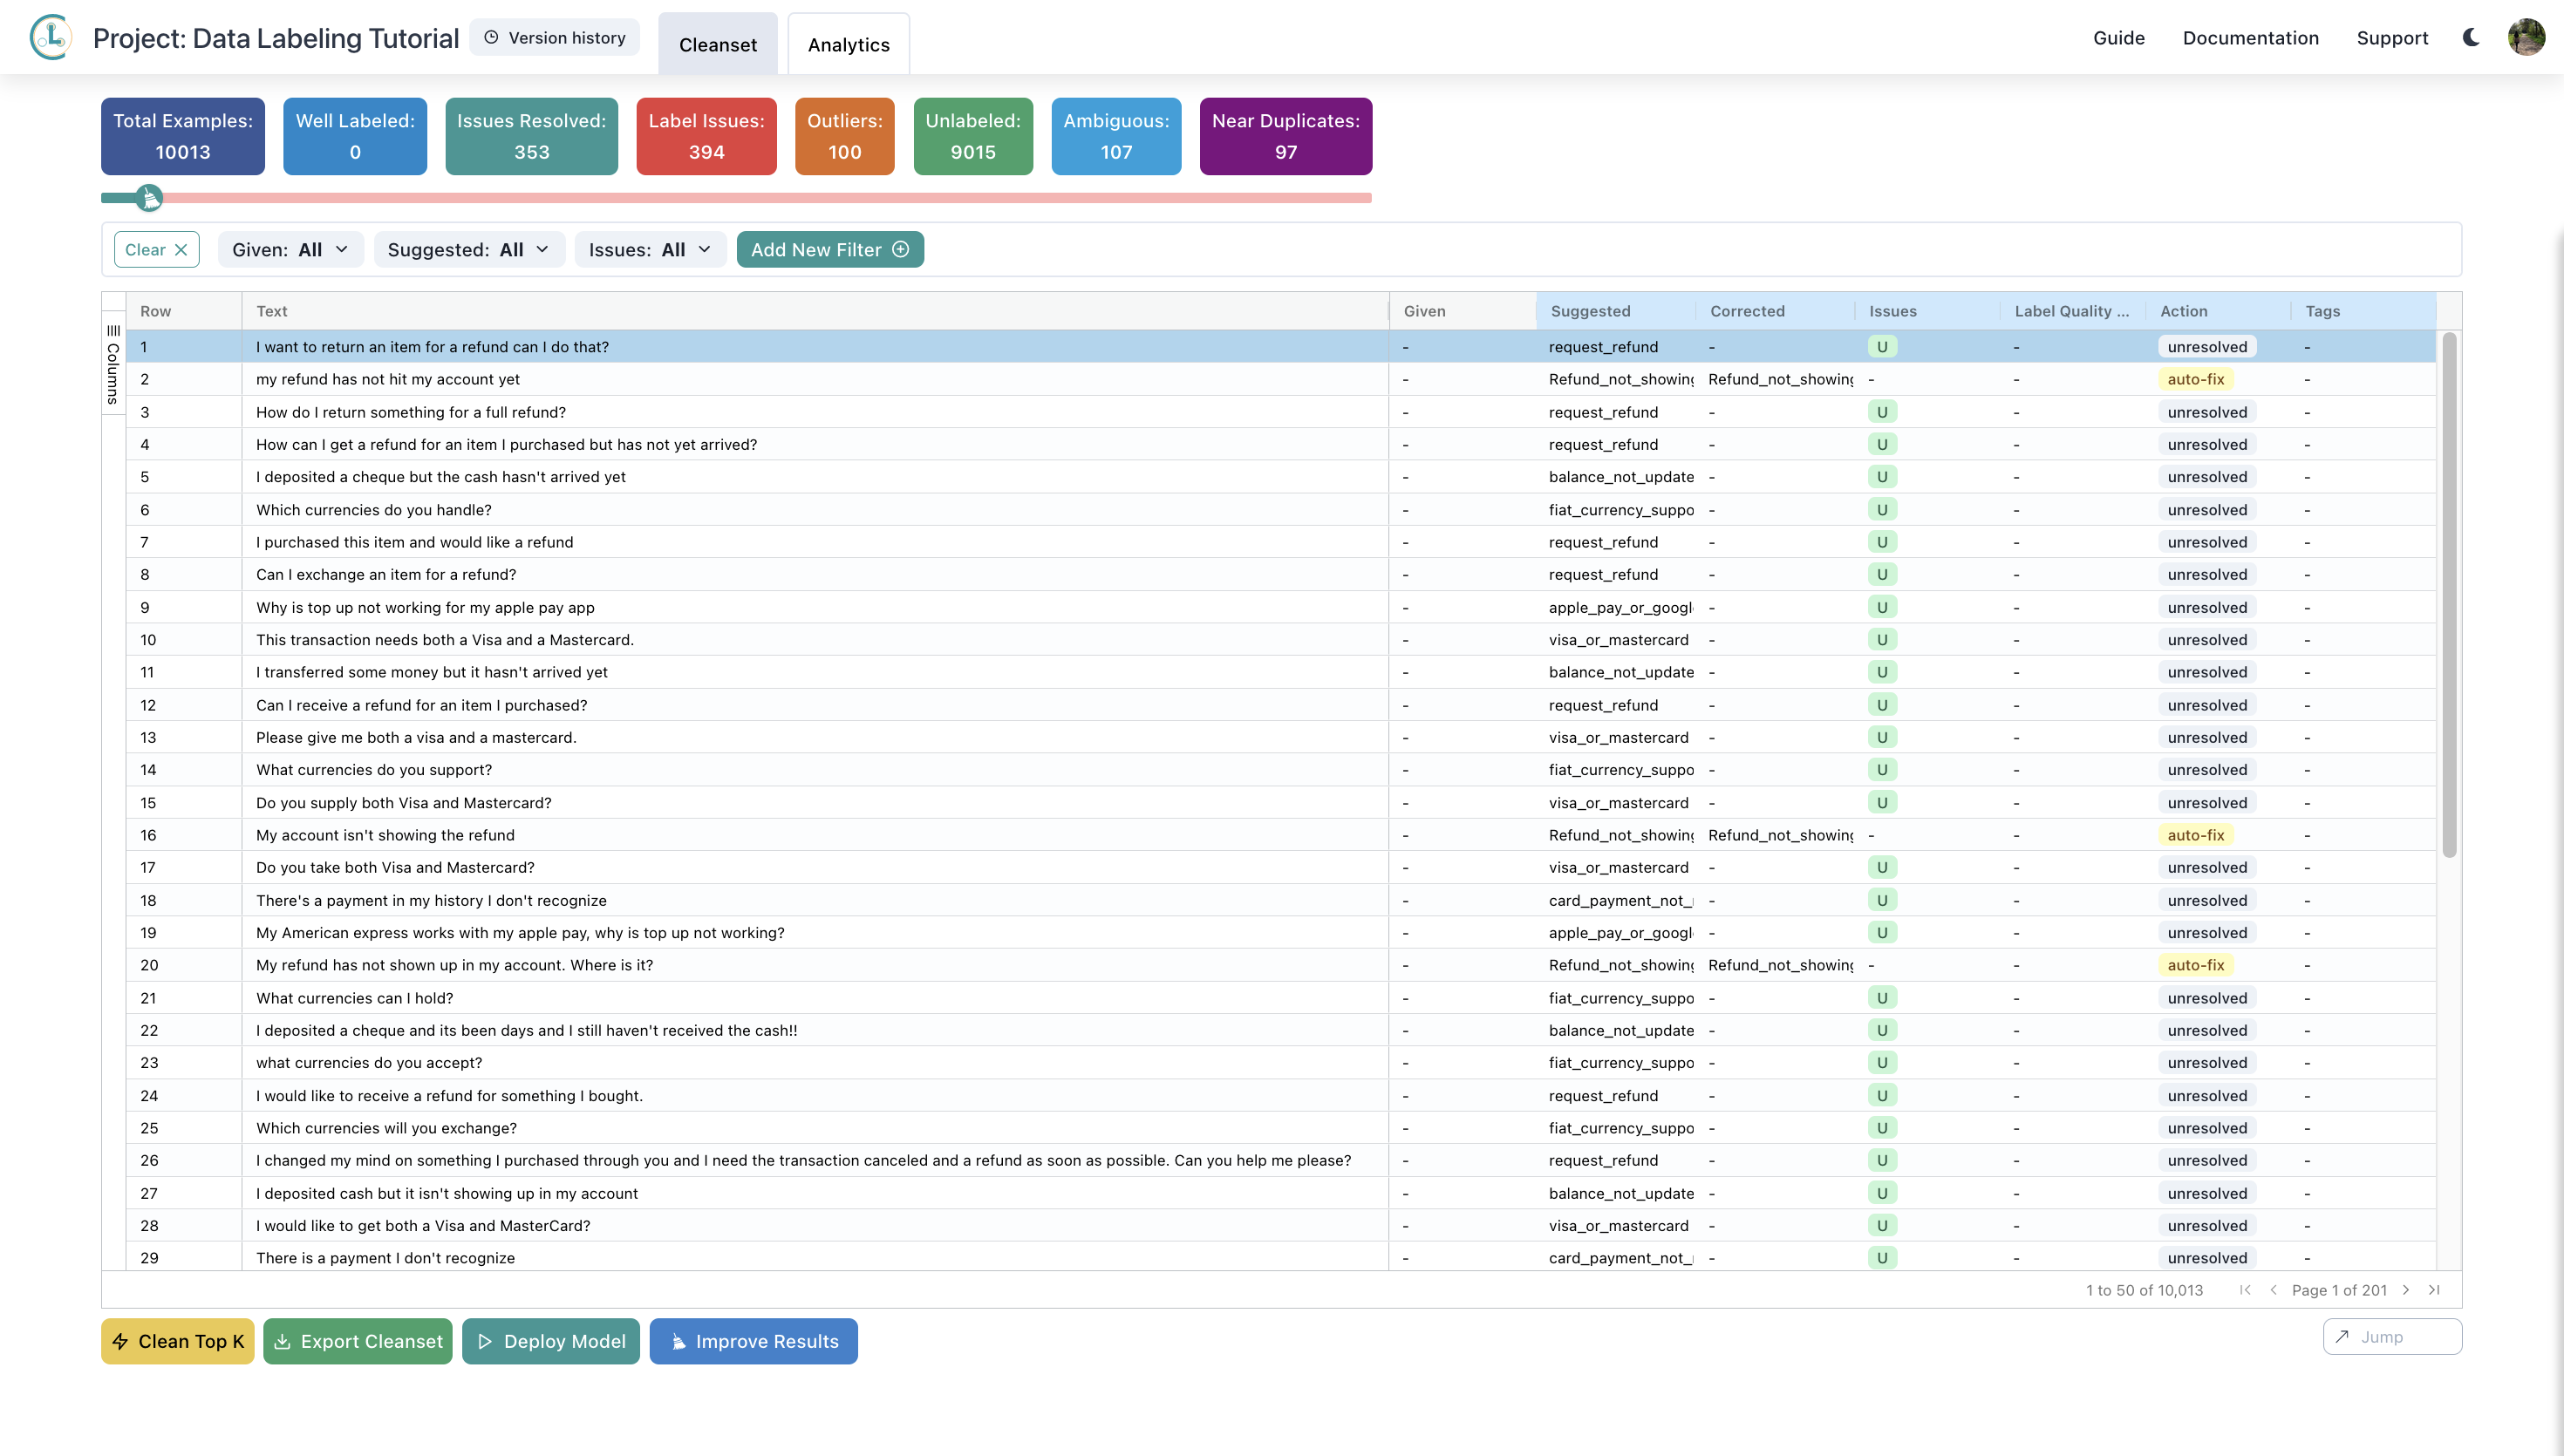 Project: Data Labeling Tutorial Version history Cleanset Analytics Guide Documentation Support
Total Examples: Well Labeled: Issues Resolved: Label Issues: Outliers: Unlabeled: Ambiguous: Near Duplicates:
10013 0 353 394 100 9015 107 97
Clear Given: All Suggested: All Issues: All Add New Filter
Columns
Row Text Given Suggested Corrected Issues Label Quality ... Action Tags
1 I want to return an item for a refund can I do that? - request_refund - U - unresolved -
2 my refund has not hit my account yet - Refund_not_showing Refund_not_showing - - auto-fix -
3 How do I return something for a full refund? - request_refund - U - unresolved -
4 How can I get a refund for an item I purchased but has not yet arrived? - request_refund - U - unresolved -
5 I deposited a cheque but the cash hasn't arrived yet - balance_not_update - U - unresolved -
6 Which currencies do you handle? - fiat_currency_suppo - U - unresolved -
7 I purchased this item and would like a refund - request_refund - U - unresolved -
8 Can I exchange an item for a refund? - request_refund - U - unresolved -
9 Why is top up not working for my apple pay app - apple_pay_or_googl - U - unresolved -
10 This transaction needs both a Visa and a Mastercard. - visa_or_mastercard - U - unresolved -
11 I transferred some money but it hasn't arrived yet - balance_not_update - U - unresolved -
12 Can I receive a refund for an item I purchased? - request_refund - U - unresolved -
13 Please give me both a visa and a mastercard. - visa_or_mastercard - U - unresolved -
14 What currencies do you support? - fiat_currency_suppo - U - unresolved -
15 Do you supply both Visa and Mastercard? - visa_or_mastercard - U - unresolved -
16 My account isn't showing the refund - Refund_not_showing Refund_not_showing - - auto-fix -
17 Do you take both Visa and Mastercard? - visa_or_mastercard - U - unresolved -
18 There's a payment in my history I don't recognize - card_payment_not_ - U - unresolved -
19 My American express works with my apple pay, why is top up not working? - apple_pay_or_googl - U - unresolved -
20 My refund has not shown up in my account. Where is it? - Refund_not_showing Refund_not_showing - - auto-fix -
21 What currencies can I hold? - fiat_currency_suppo - U - unresolved -
22 I deposited a cheque and its been days and I still haven't received the cash!! - balance_not_update - U - unresolved -
23 what currencies do you accept? - fiat_currency_suppo - U - unresolved -
24 I would like to receive a refund for something I bought. - request_refund - U - unresolved -
25 Which currencies will you exchange? - fiat_currency_suppo - U - unresolved -
26 I changed my mind on something I purchased through you and I need the transaction canceled and a refund as soon as possible. Can you help me please? - request_refund - U - unresolved -
27 I deposited cash but it isn't showing up in my account - balance_not_update - U - unresolved -
28 I would like to get both a Visa and MasterCard? - visa_or_mastercard - U - unresolved -
29 There is a payment I don't recognize - card_payment_not_ - U - unresolved -
1 to 50 of 10,013 Page 1 of 201
Clean Top K Export Cleanset Deploy Model Improve Results Jump